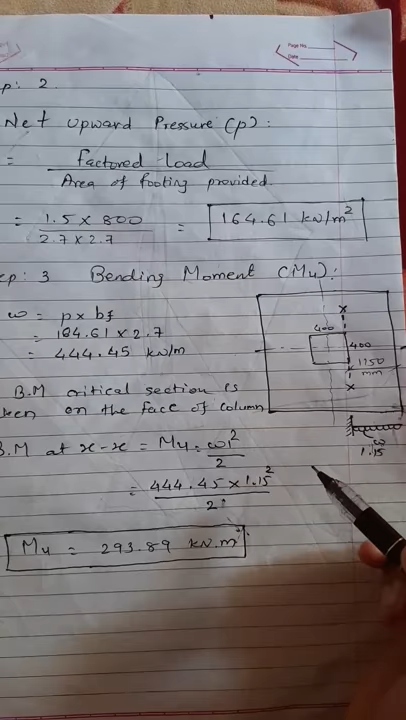 Page No.
Date
p: 2
Net Upward Pressure (p):
= Factored Load
Area of footing provided.
= 1.5 × 800 = 164.61 kN/m²
2.7 × 2.7
ep: 3 Bending Moment (Mu):
w = p × bf
= 164.61 × 2.7
= 444.45 kN/m
x
400
400
1150
mm
x
B.M critical section is
ken on the face of column
w
1.15
B.M at x-x = Mu = wl²
2
= 444.45 × 1.15²
2
Mu = 293.89 kN.m